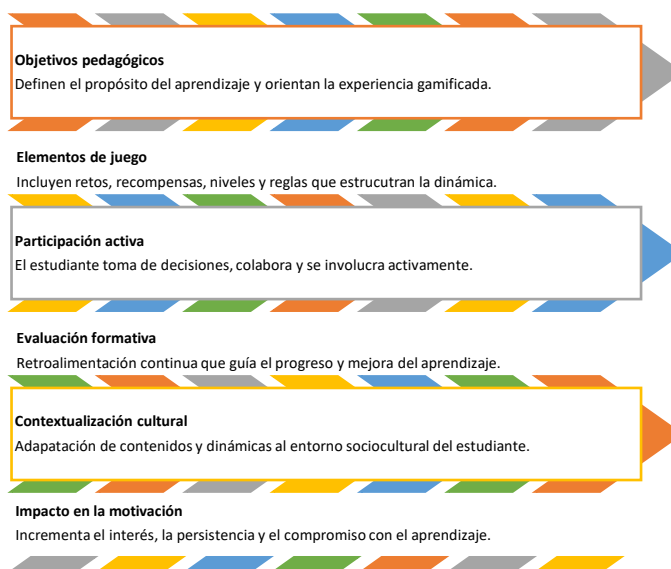 Objetivos pedagógicos
Definen el propósito del aprendizaje y orientan la experiencia gamificada.
Elementos de juego
Incluyen retos, recompensas, niveles y reglas que estrucutran la dinámica.
Participación activa
El estudiante toma de decisiones, colabora y se involucra activamente.
Evaluación formativa
Retroalimentación continua que guía el progreso y mejora del aprendizaje.
Contextualización cultural
Adapatación de contenidos y dinámicas al entorno sociocultural del estudiante.
Impacto en la motivación
Incrementa el interés, la persistencia y el compromiso con el aprendizaje.